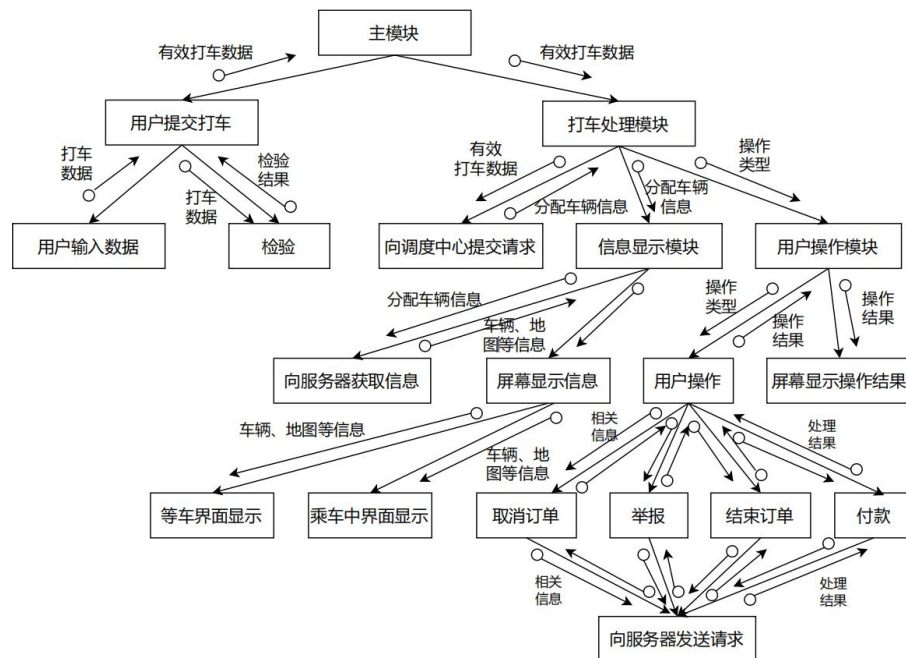 主模块
有效打车数据
有效打车数据
用户提交打车
打车处理模块
打车
数据
检验
结果
打车
数据
有效
打车数据
分配车辆信息
分配车辆
信息
操作
类型
用户输入数据
检验
向调度中心提交请求
信息显示模块
用户操作模块
分配车辆信息
车辆、地
图等信息
操作
类型
操作
结果
操作
结果
向服务器获取信息
屏幕显示信息
用户操作
屏幕显示操作结果
车辆、地图等信息
车辆、地
图等信息
相关
信息
处理
结果
等车界面显示
乘车中界面显示
取消订单
举报
结束订单
付款
相关
信息
处理
结果
向服务器发送请求